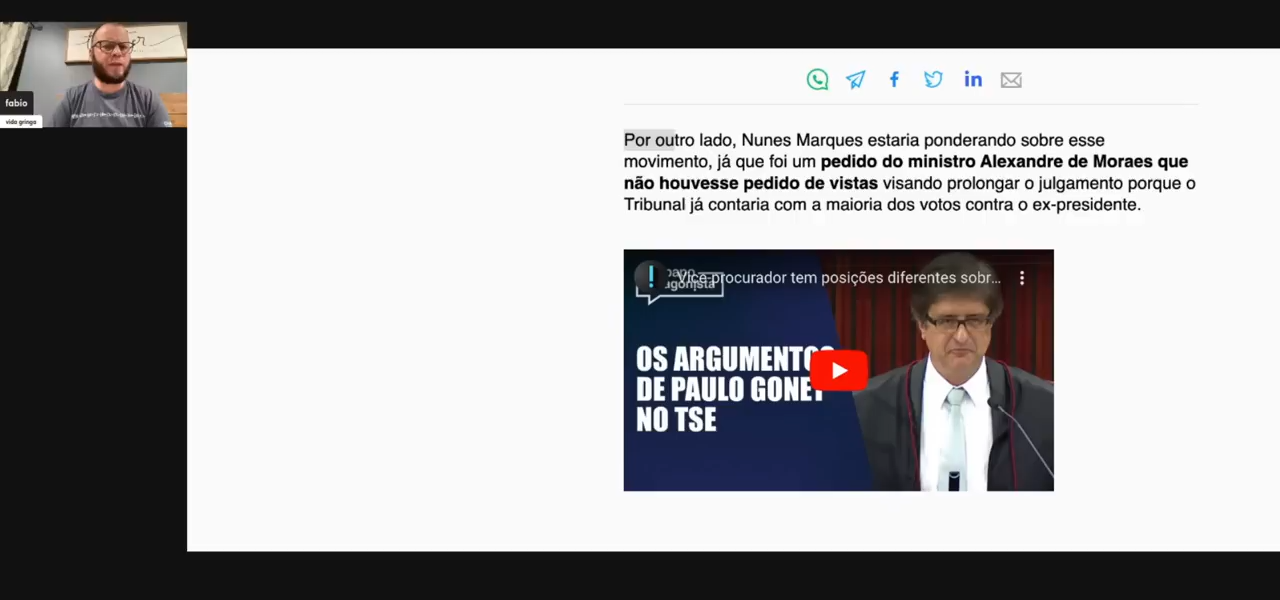 fabio
vida gringa
Por outro lado, Nunes Marques estaria ponderando sobre esse
movimento, já que foi um pedido do ministro Alexandre de Moraes que
não houvesse pedido de vistas visando prolongar o julgamento porque o
Tribunal já contaria com a maioria dos votos contra o ex-presidente.
Vice-procurador tem posições diferentes sobr...
OS ARGUMENTOS
DE PAULO GONET
NO TSE